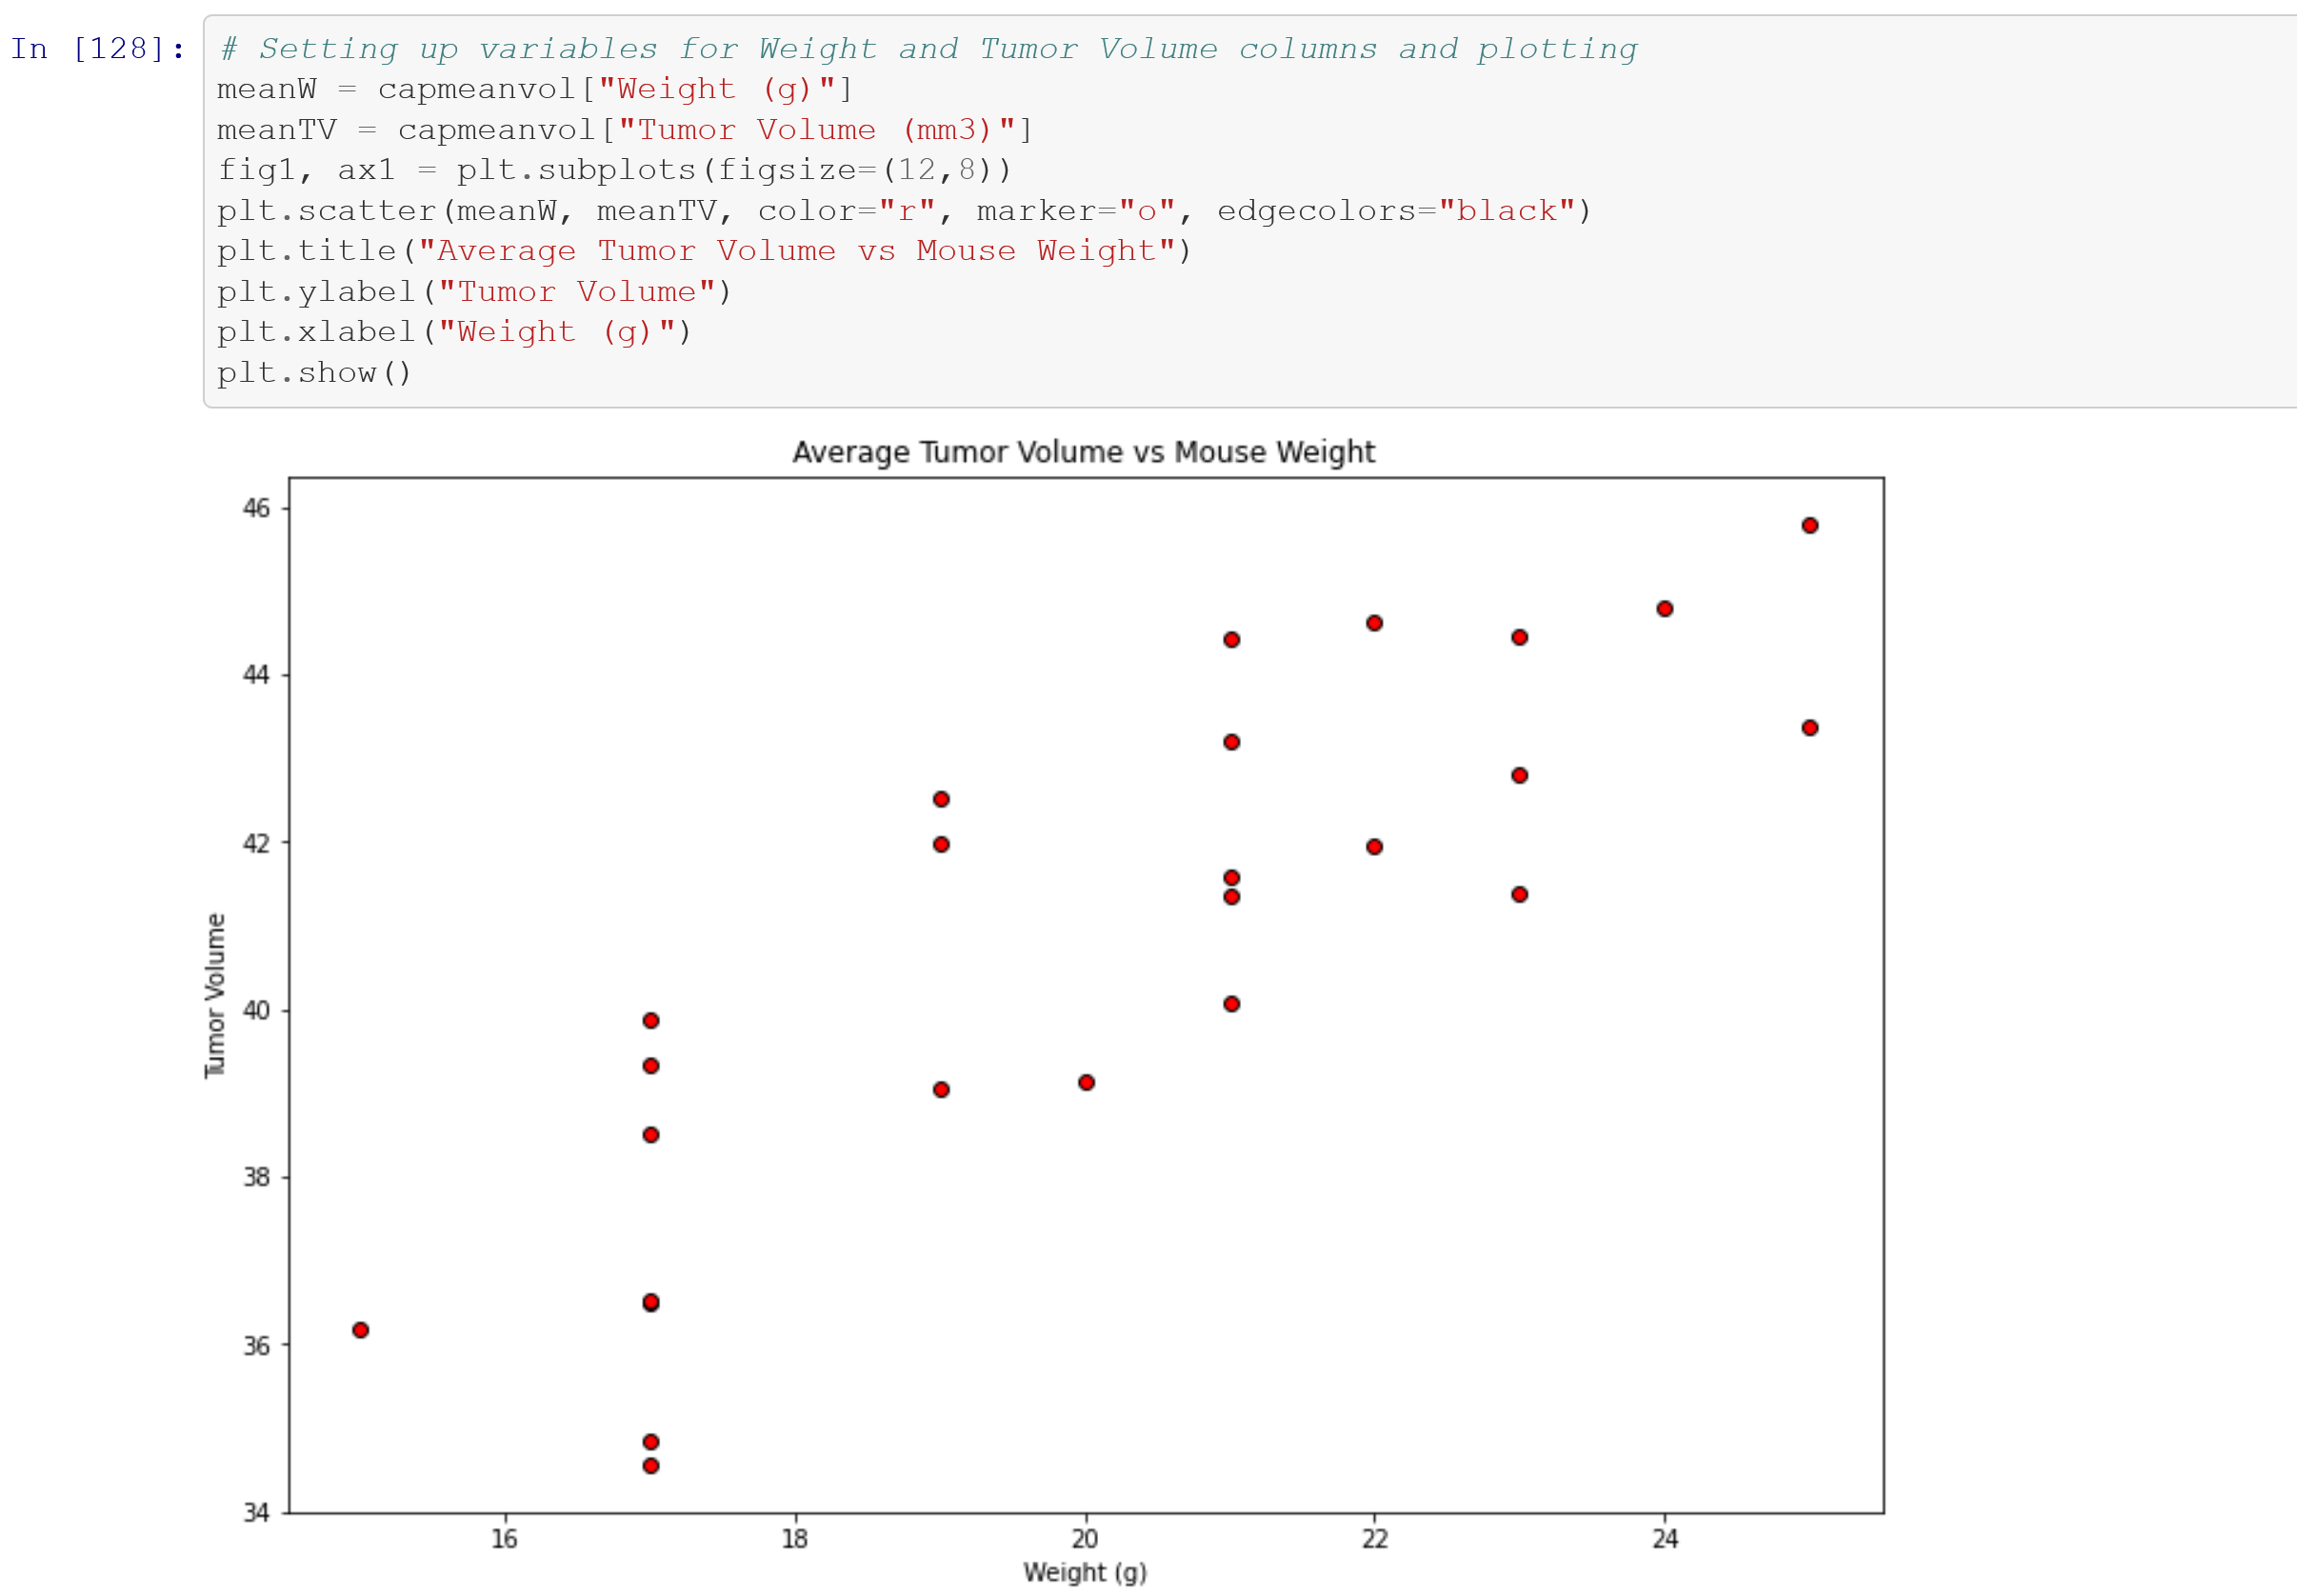 In [128]:
# Setting up variables for Weight and Tumor Volume columns and plotting
meanW = capmeanvol["Weight (g)"]
meanTV = capmeanvol["Tumor Volume (mm3)"]
fig1, ax1 = plt.subplots(figsize=(12,8))
plt.scatter(meanW, meanTV, color="r", marker="o", edgecolors="black")
plt.title("Average Tumor Volume vs Mouse Weight")
plt.ylabel("Tumor Volume")
plt.xlabel("Weight (g)")
plt.show()
Average Tumor Volume vs Mouse Weight
46
44
42
40
38
36
34
Tumor Volume
16 18 20 22 24
Weight (g)